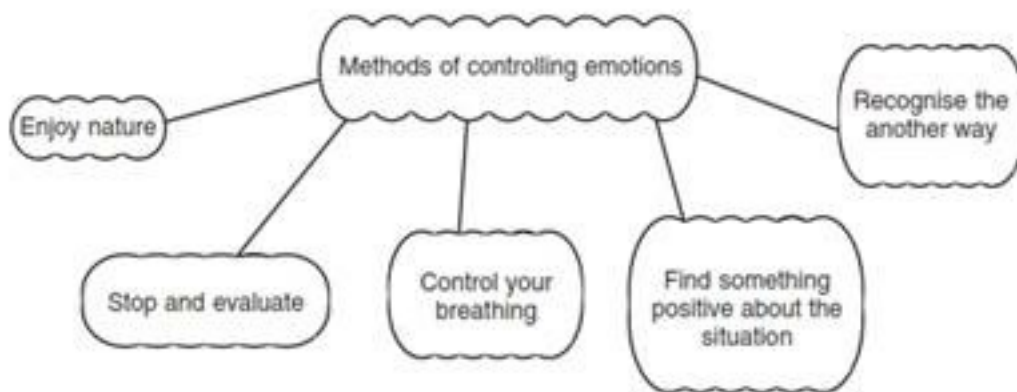 Methods of controlling emotions
Enjoy nature
Recognise the
another way
Stop and evaluate
Control your
breathing
Find something
positive about the
situation